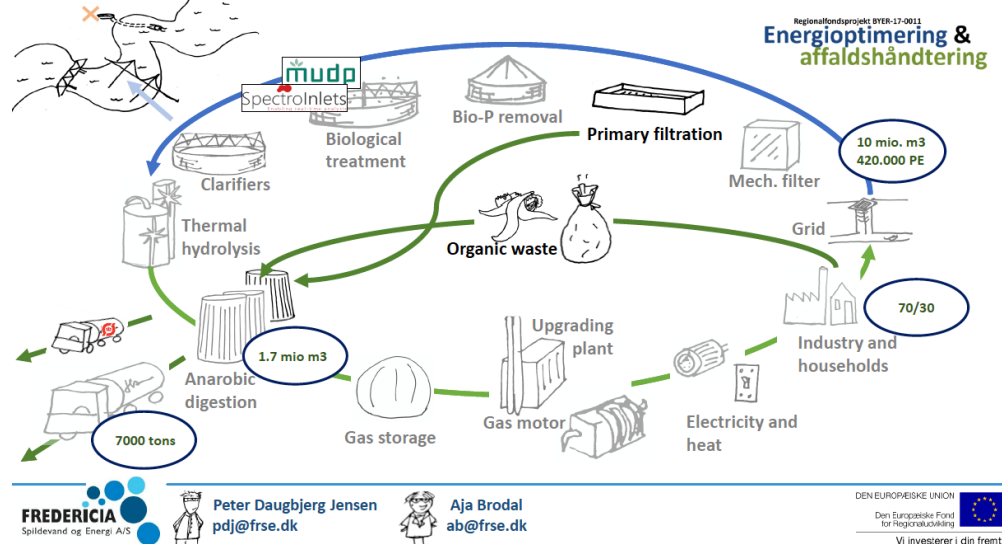 Regionalfondsprojekt BYER-17-0011
Energioptimering &
affaldshåndtering
mudp
SpectroInlets
Biological
treatment
Bio-P removal
Primary filtration
10 mio. m3
420.000 PE
Mech. filter
Clarifiers
Thermal
hydrolysis
Organic waste
Grid
70/30
Industry and
households
Upgrading
plant
1.7 mio m3
Anarobic
digestion
Gas storage
Gas motor
Electricity and
heat
7000 tons
FREDERICIA
Spildevand og Energi A/S
Peter Daugbjerg Jensen
pdj@frse.dk
Aja Brodal
ab@frse.dk
DEN EUROPÆISKE UNION
Den Europæiske Fond
for Regionaludvikling
Vi investerer i din fremt